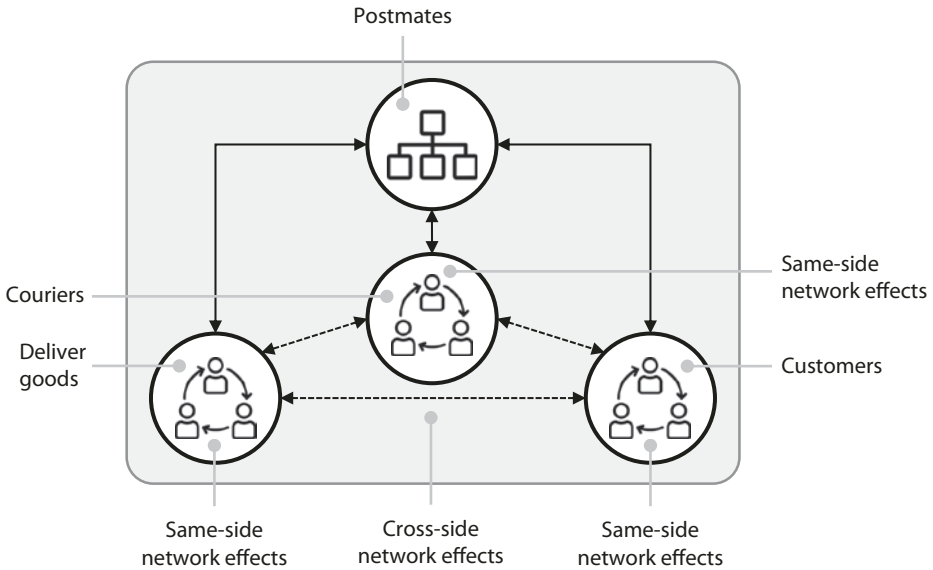 Postmates
Same-side
network effects
Couriers
Deliver
goods
Customers
Same-side
network effects
Cross-side
network effects
Same-side
network effects